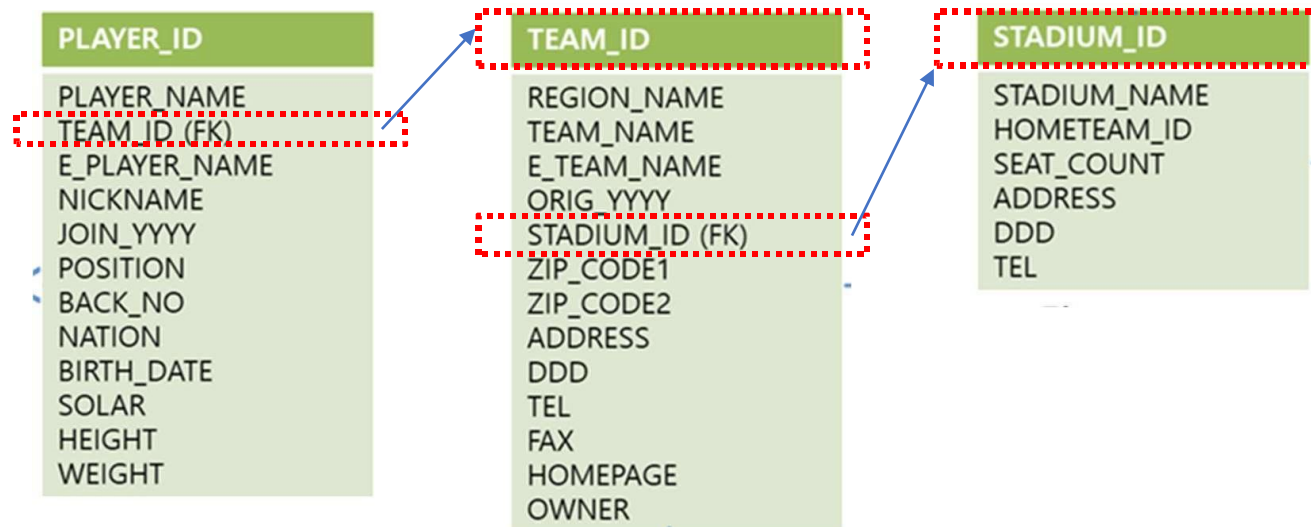 PLAYER_ID
PLAYER_NAME
TEAM_ID (FK)
E_PLAYER_NAME
NICKNAME
JOIN_YYYY
POSITION
BACK_NO
NATION
BIRTH_DATE
SOLAR
HEIGHT
WEIGHT
TEAM_ID
REGION_NAME
TEAM_NAME
E_TEAM_NAME
ORIG_YYYY
STADIUM_ID (FK)
ZIP_CODE1
ZIP_CODE2
ADDRESS
DDD
TEL
FAX
HOMEPAGE
OWNER
STADIUM_ID
STADIUM_NAME
HOMETEAM_ID
SEAT_COUNT
ADDRESS
DDD
TEL